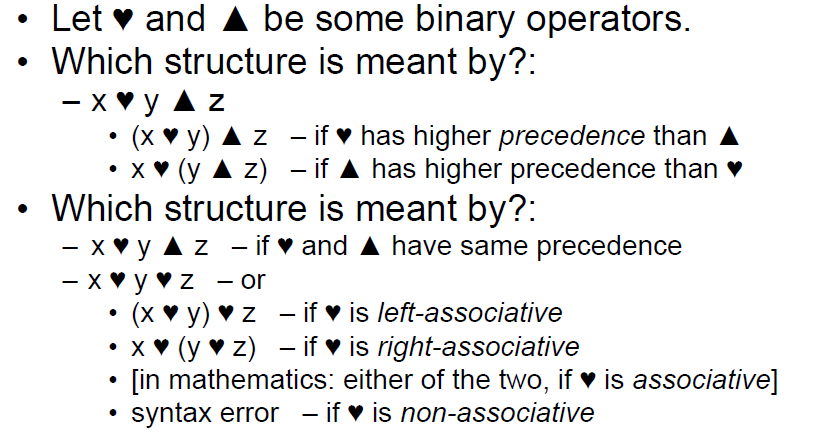 • Let ♥ and ▲ be some binary operators.
• Which structure is meant by?:
– x ♥ y ▲ z
• (x ♥ y) ▲ z – if ♥ has higher precedence than ▲
• x ♥ (y ▲ z) – if ▲ has higher precedence than ♥
• Which structure is meant by?:
– x ♥ y ▲ z – if ♥ and ▲ have same precedence
– x ♥ y ♥ z – or
• (x ♥ y) ♥ z – if ♥ is left-associative
• x ♥ (y ♥ z) – if ♥ is right-associative
• [in mathematics: either of the two, if ♥ is associative]
• syntax error – if ♥ is non-associative